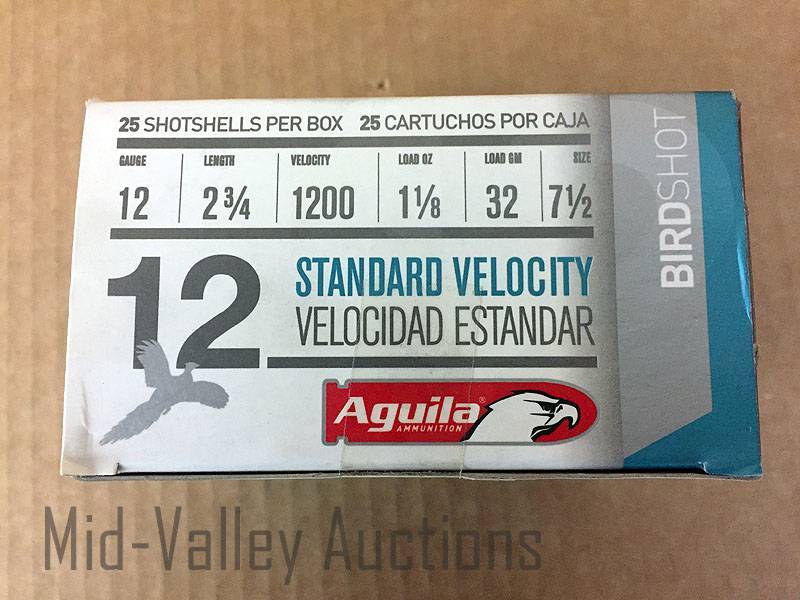 25 SHOTSHELLS PER BOX 25 CARTUCHOS POR CAJA
GAUGE LENGTH VELOCITY LOAD OZ LOAD GM SIZE
12 2 3/4 1200 1 1/8 32 7 1/2
12 STANDARD VELOCITY
VELOCIDAD ESTANDAR
Aguila®
AMMUNITION
BIRDSHOT
Mid-Valley Auctions